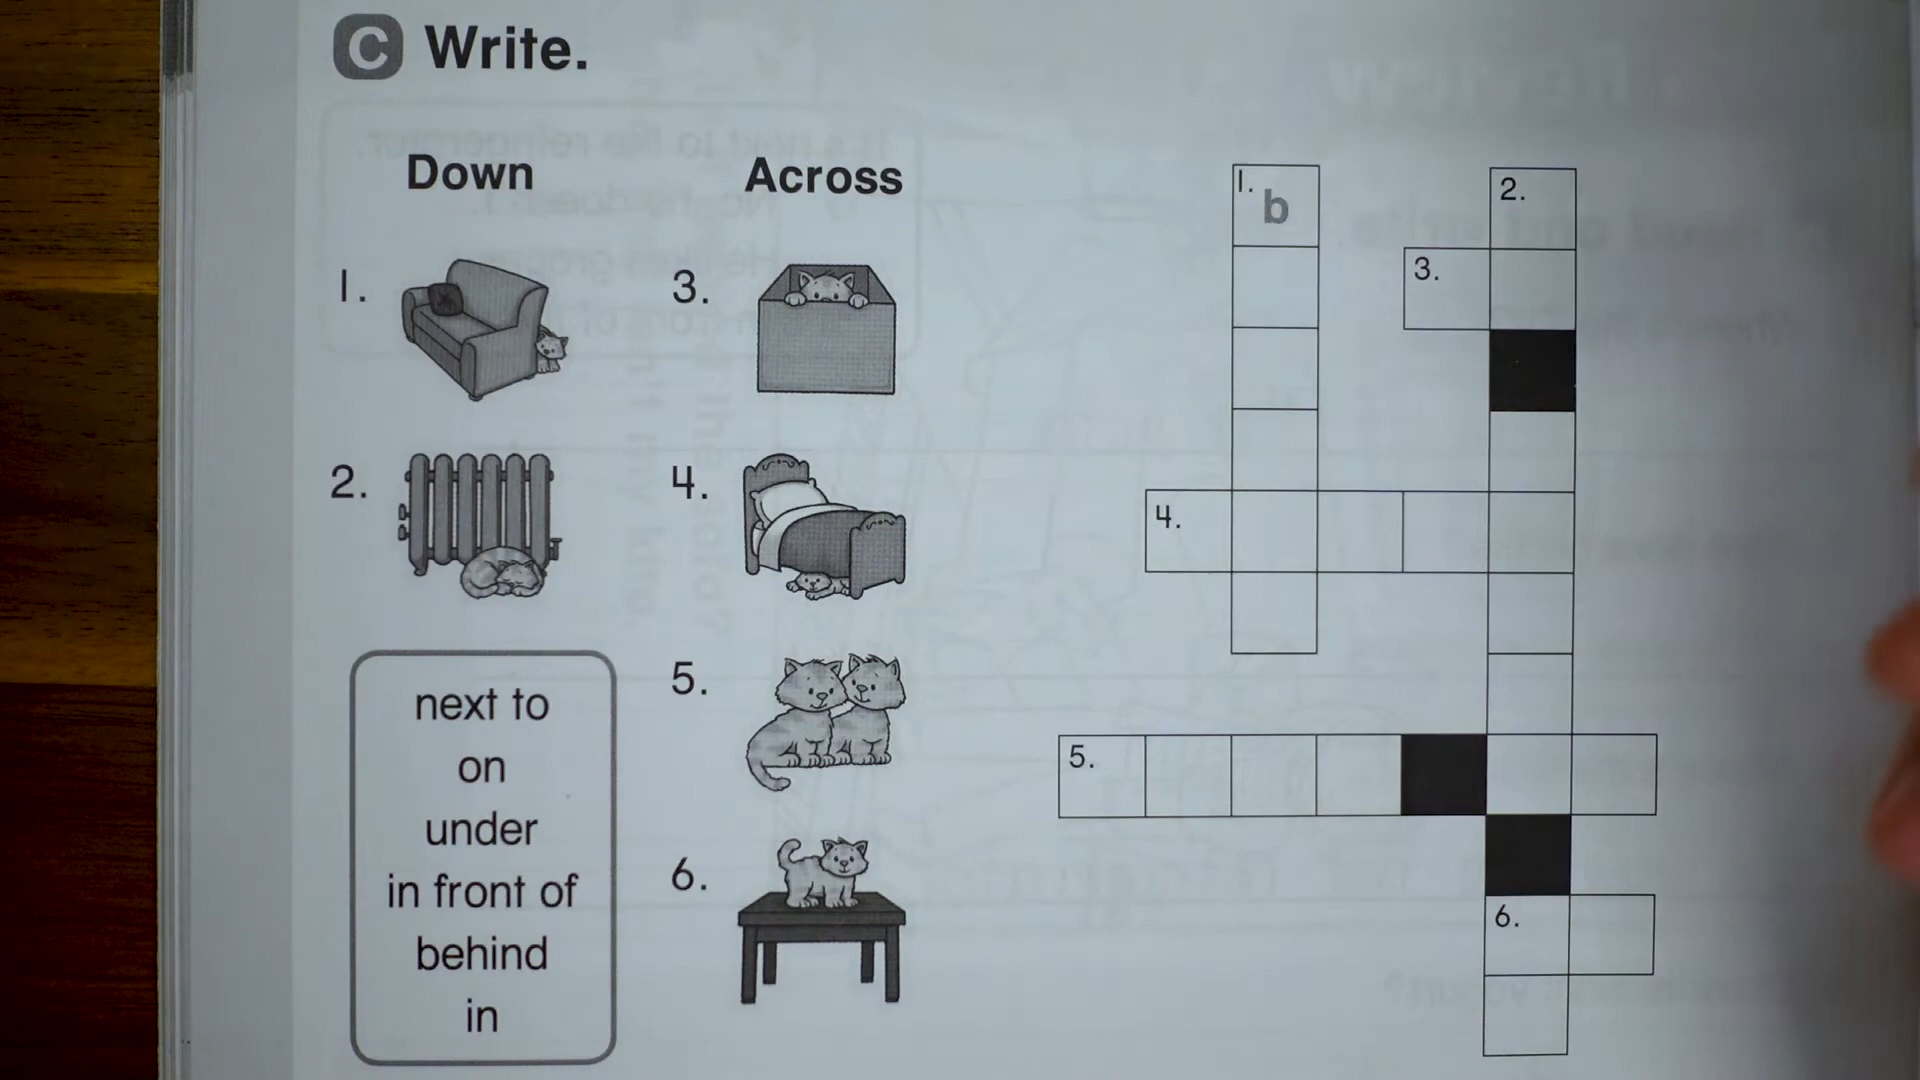 C Write.
Down
Across
1.
2.
3.
4.
5.
6.
next to
on
under
in front of
behind
in
1.
b
2.
3.
4.
5.
6.